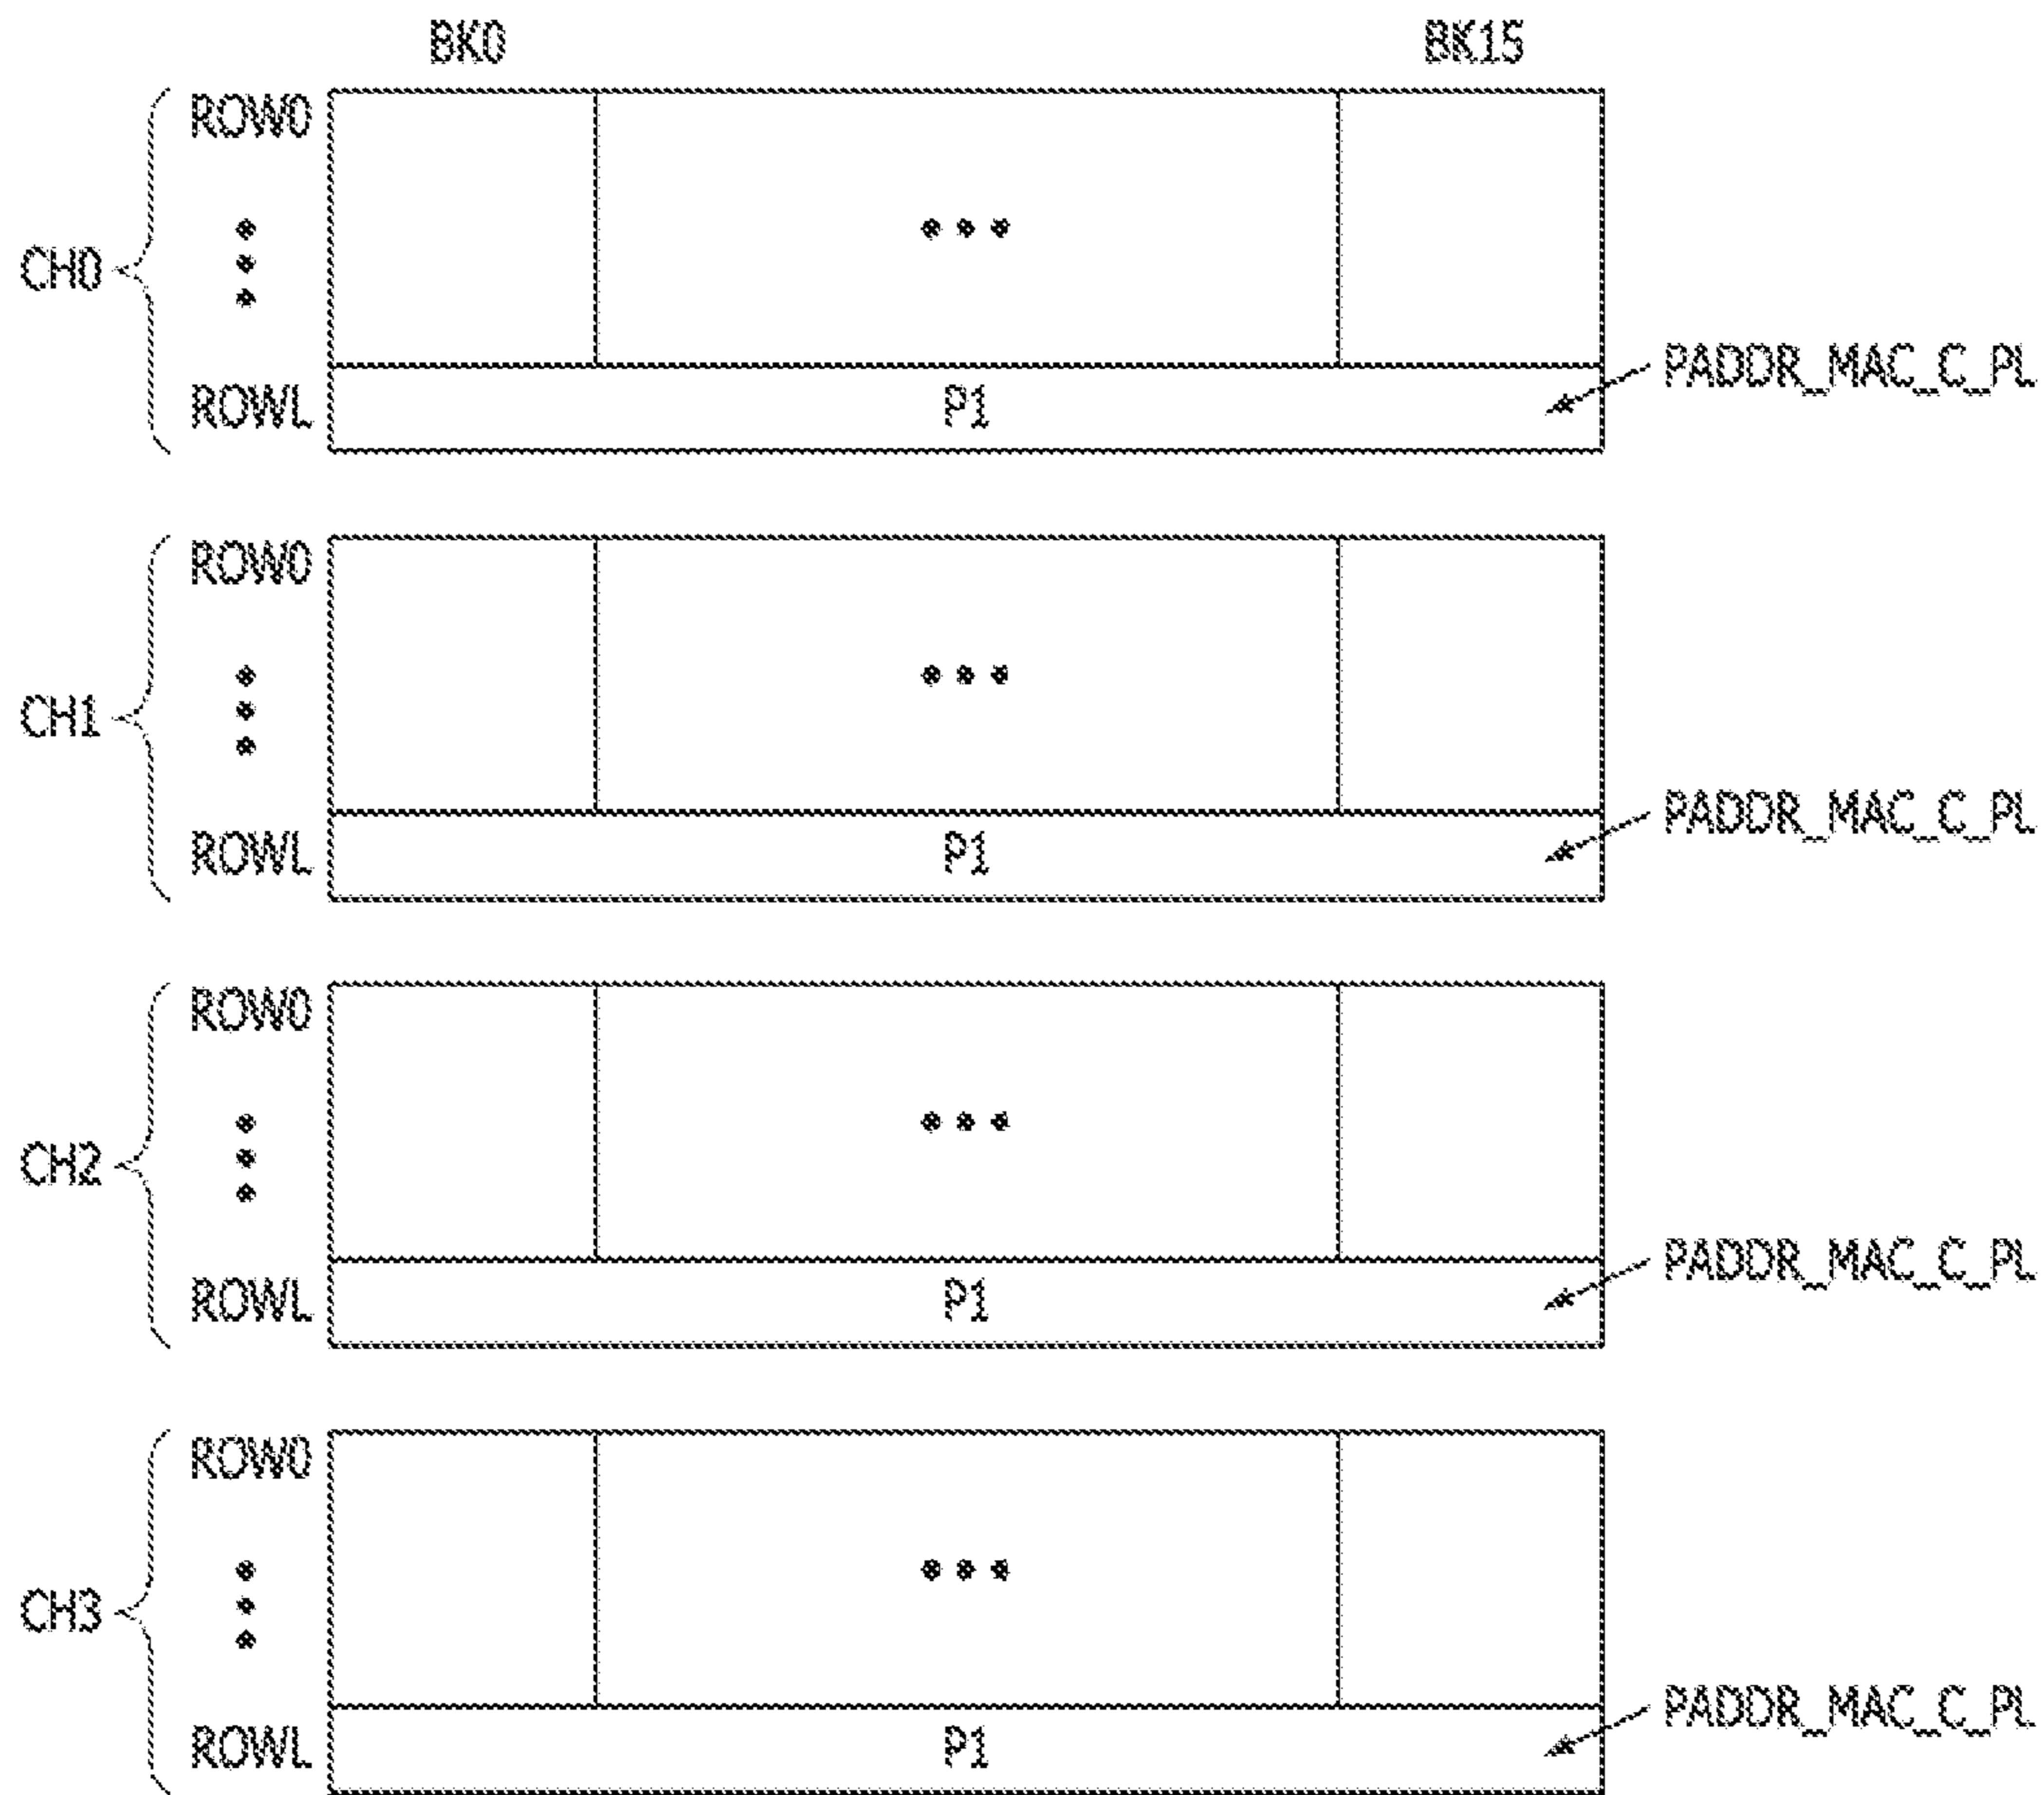 BK0 BK15
ROW0
CH0
PADDR_MAC_C_PL
ROWL P1
ROW0
CH1
PADDR_MAC_C_PL
ROWL P1
ROW0
CH2
PADDR_MAC_C_PL
ROWL P1
ROW0
CH3
PADDR_MAC_C_PL
ROWL P1